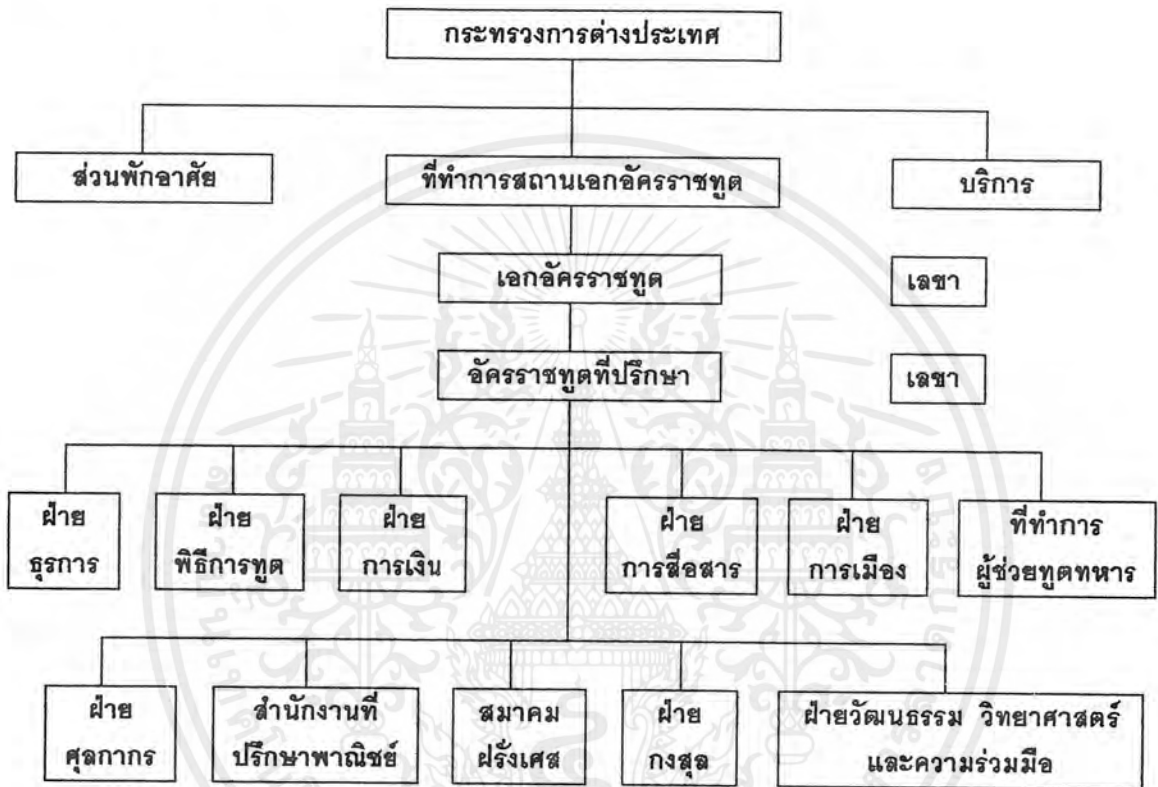 กระทรวงการต่างประเทศ
ส่วนพักอาศัย
ที่ทำการสถานเอกอัครราชทูต
บริการ
เอกอัครราชทูต
เลขา
อัครราชทูตที่ปรึกษา
เลขา
ฝ่าย
ธุรการ
ฝ่าย
พิธีการทูต
ฝ่าย
การเงิน
ฝ่าย
การสื่อสาร
ฝ่าย
การเมือง
ที่ทำการ
ผู้ช่วยทูตทหาร
ฝ่าย
ศุลกากร
สำนักงานที่
ปรึกษาพาณิชย์
สมาคม
ฝรั่งเศส
ฝ่าย
กงสุล
ฝ่ายวัฒนธรรม วิทยาศาสตร์
และความร่วมมือ